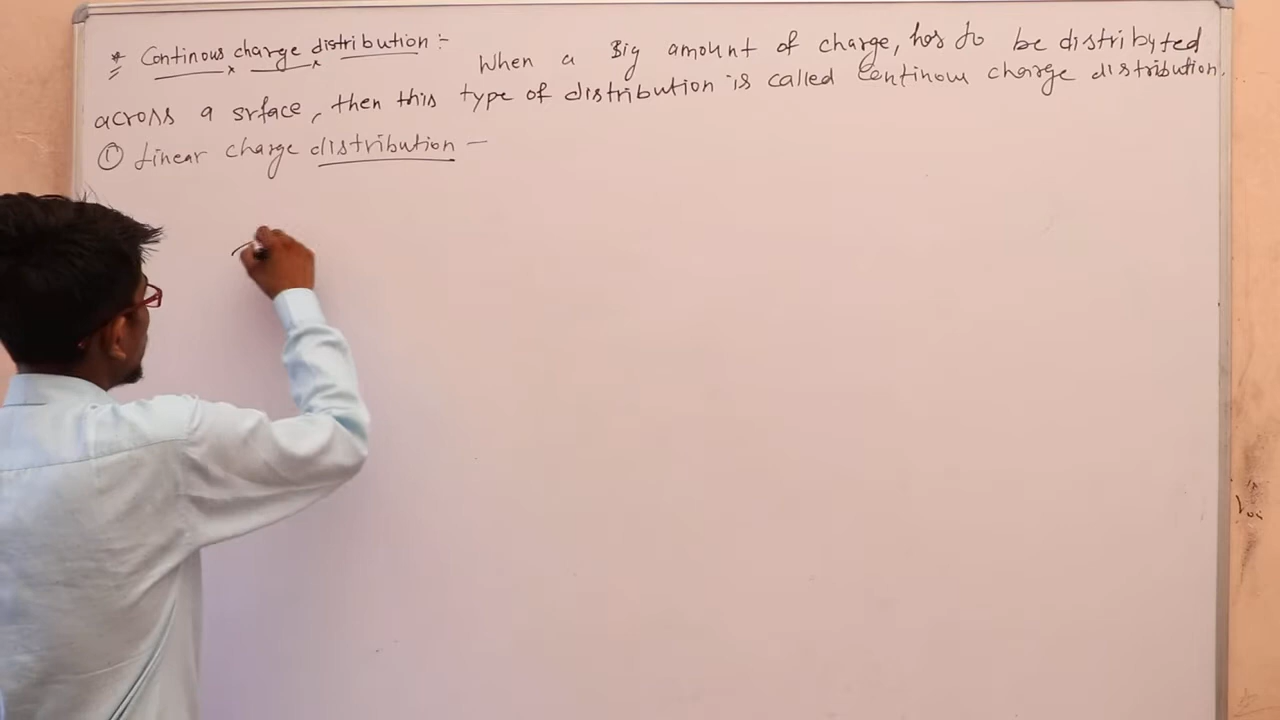 * Continous charge distribution :- When a Big amount of charge, has to be distribyted
across a srface, then this type of distribution is called Continous charge distribution.
① Linear charge distribution —